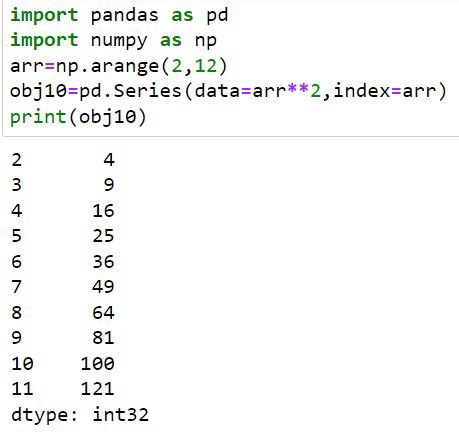 import pandas as pd
import numpy as np
arr=np.arange(2,12)
obj10=pd.Series(data=arr**2,index=arr)
print(obj10)
2 4
3 9
4 16
5 25
6 36
7 49
8 64
9 81
10 100
11 121
dtype: int32